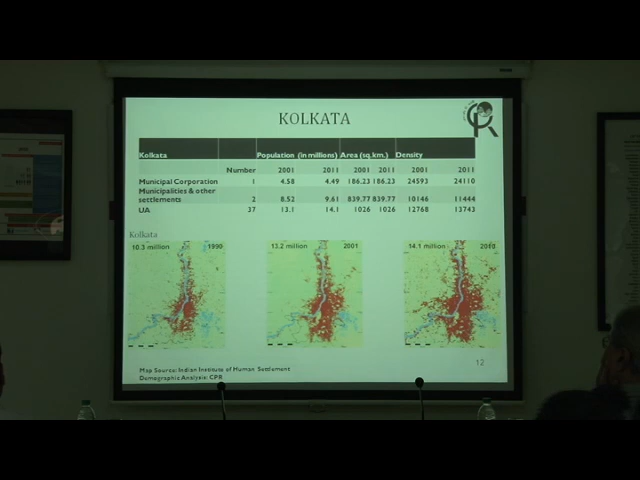 KOLKATA
Kolkata Population (in millions) Area (sq.km.) Density
Number 2001 2011 2001 2011 2001 2011
Municipal Corporation 1 4.58 4.49 186.23 186.23 24593 24110
Municipalities & other
settlements 2 8.52 9.61 839.77 839.77 10146 11444
UA 37 13.1 14.1 1026 1026 12768 13743
Kolkata
10.3 million 1990 13.2 million 2001 14.1 million 2010
Map Source: Indian Institute of Human Settlement
Demographic Analysis: CPR
12